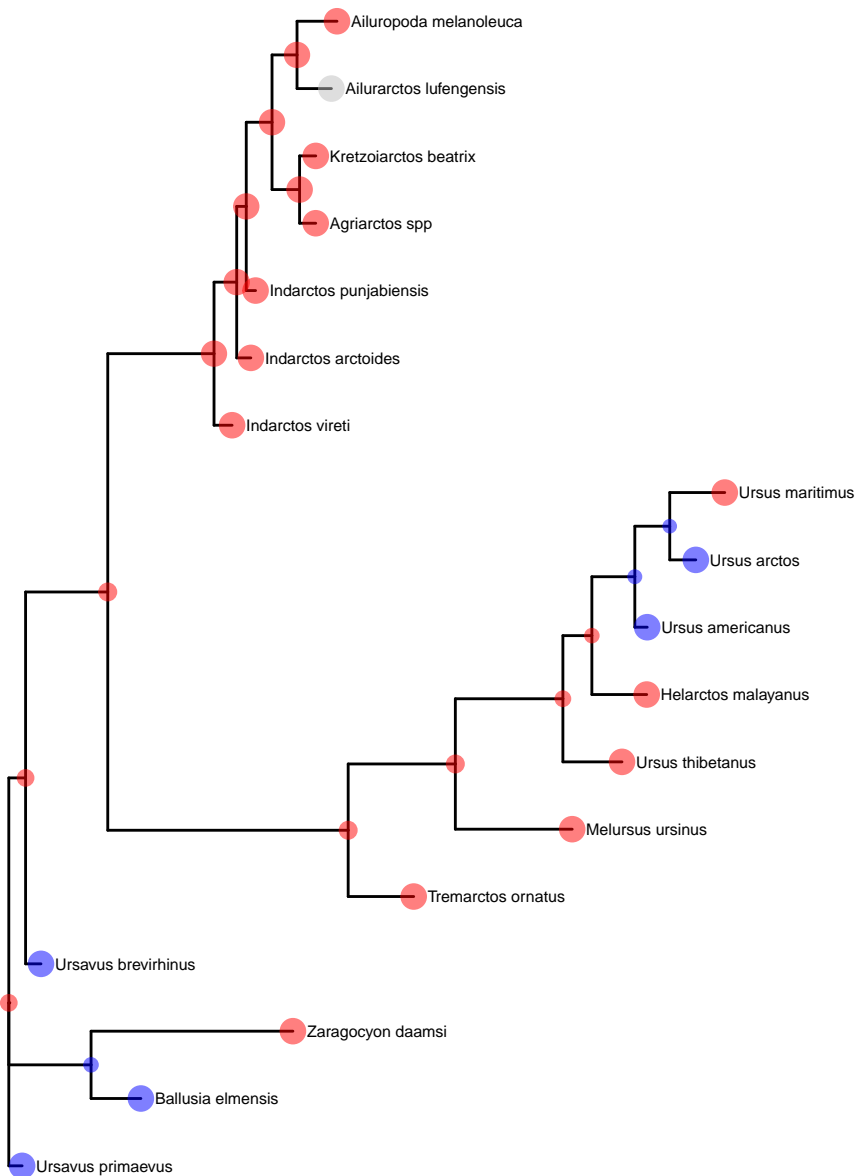 Ailuropoda melanoleuca
Ailurarctos lufengensis
Kretzoiarctos beatrix
Agriarctos spp
Indarctos punjabiensis
Indarctos arctoides
Indarctos vireti
Ursus maritimus
Ursus arctos
Ursus americanus
Helarctos malayanus
Ursus thibetanus
Melursus ursinus
Tremarctos ornatus
Ursavus brevirhinus
Zaragocyon daamsi
Ballusia elmensis
Ursavus primaevus